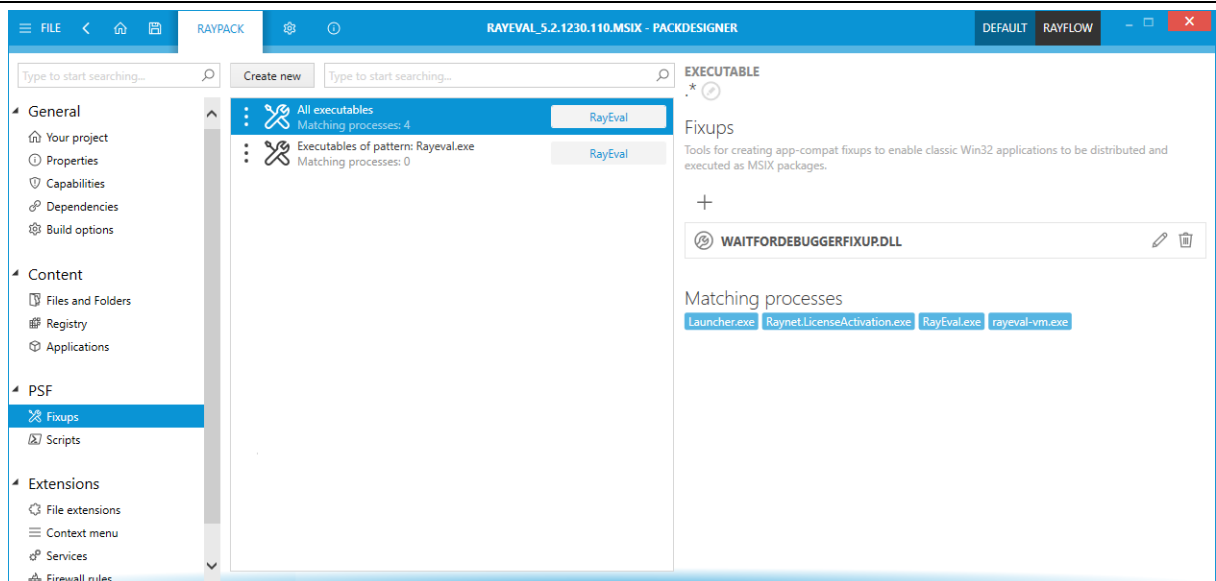 FILE
RAYPACK
RAYEVAL_5.2.1230.110.MSIX - PACKDESIGNER
DEFAULT
RAYFLOW
Type to start searching...
General
Your project
Properties
Capabilities
Dependencies
Build options
Content
Files and Folders
Registry
Applications
PSF
Fixups
Scripts
Extensions
File extensions
Context menu
Services
Firewall rules
Create new
Type to start searching...
All executables
Matching processes: 4
RayEval
Executables of pattern: Rayeval.exe
Matching processes: 0
RayEval
EXECUTABLE
.*
Fixups
Tools for creating app-compat fixups to enable classic Win32 applications to be distributed and
executed as MSIX packages.
WAITFORDEBUGGERFIXUP.DLL
Matching processes
Launcher.exe Raynet.LicenseActivation.exe RayEval.exe rayeval-vm.exe